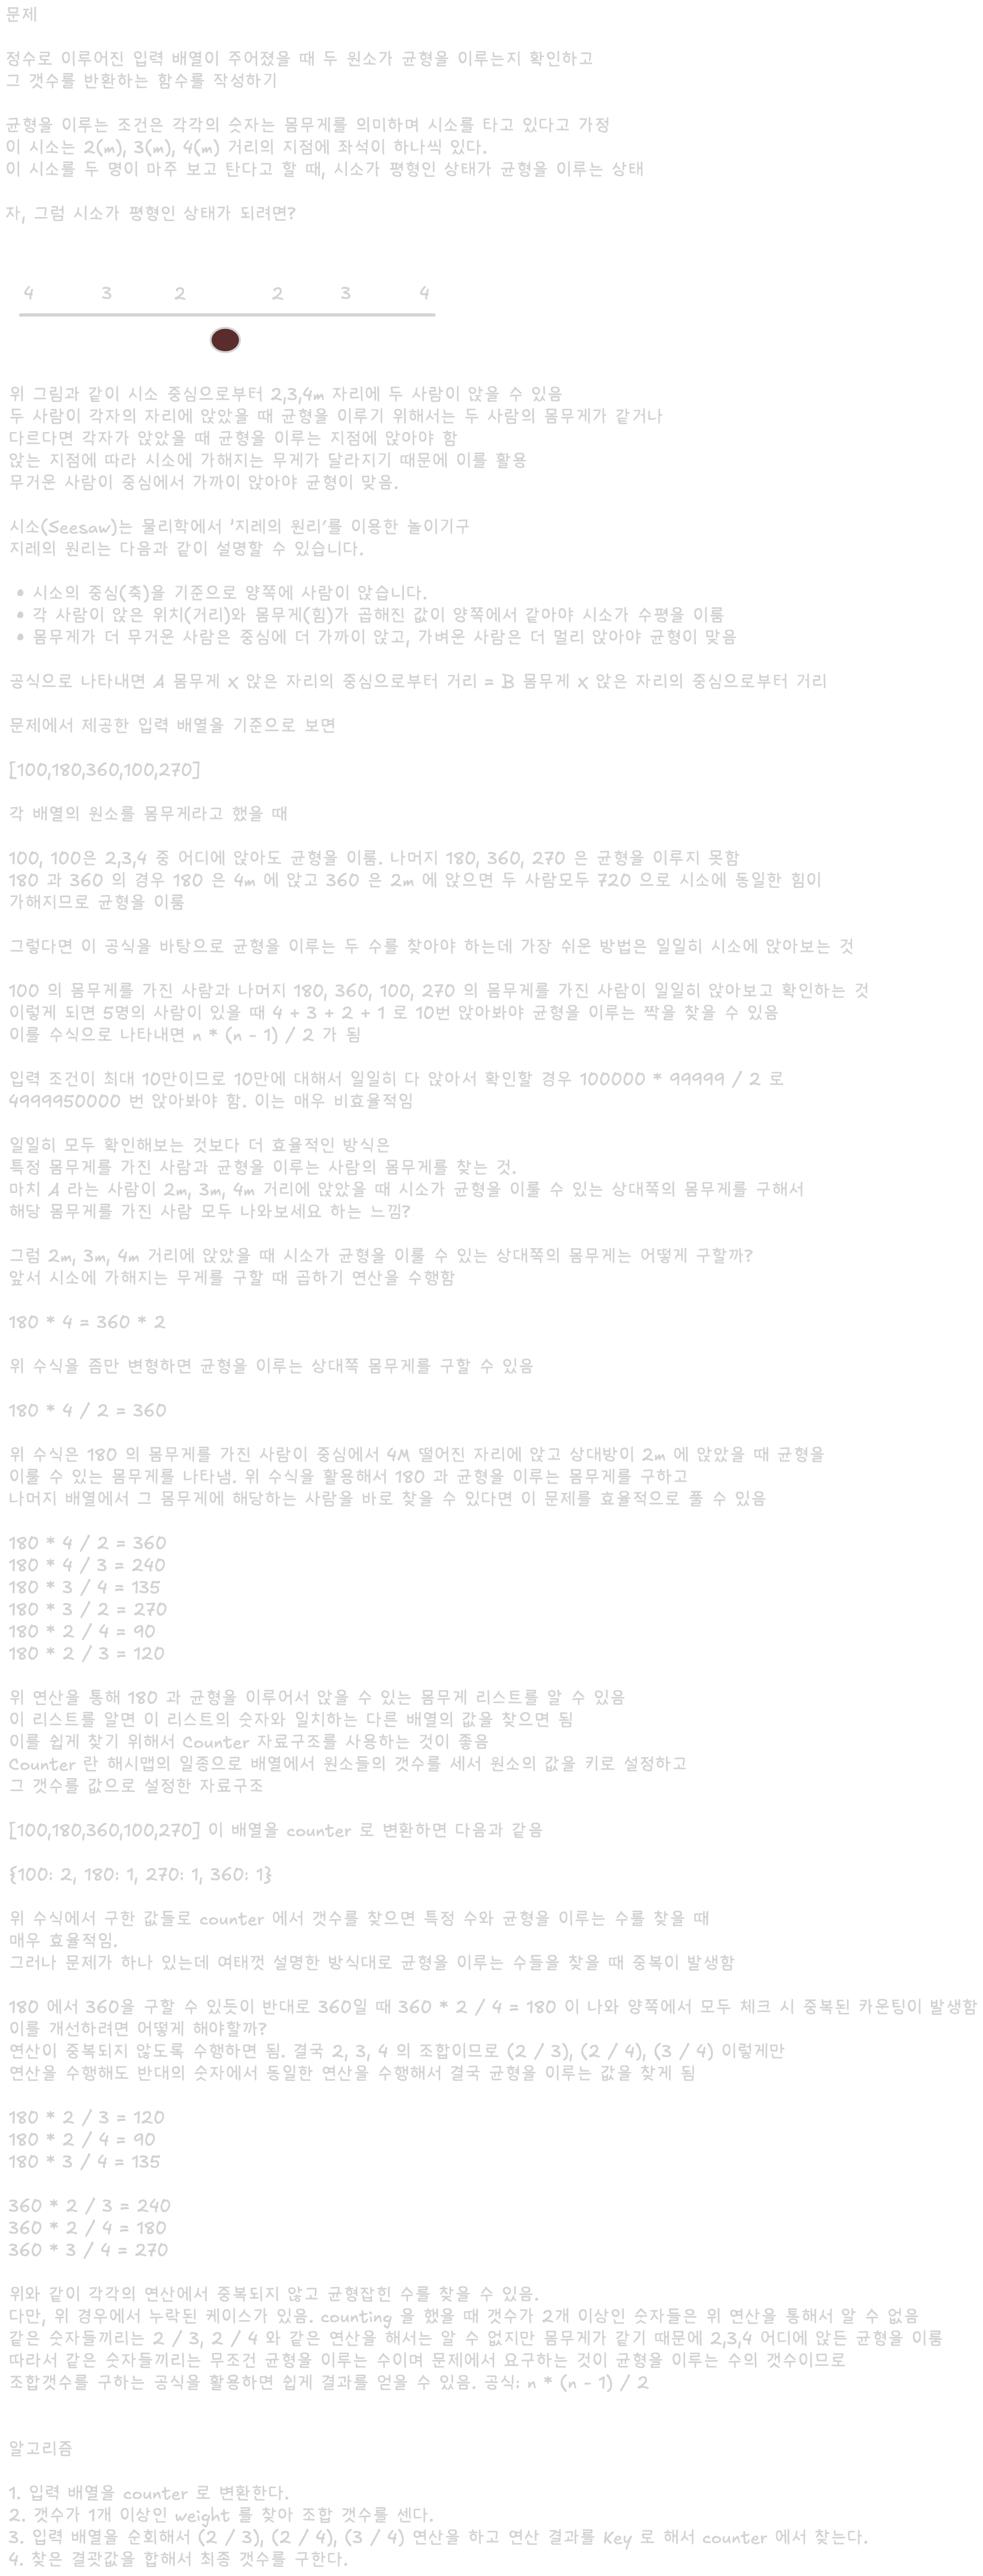 문제
정수로 이루어진 입력 배열이 주어졌을 때 두 원소가 균형을 이루는지 확인하고
그 갯수를 반환하는 함수를 작성하기
균형을 이루는 조건은 각각의 숫자는 몸무게를 의미하며 시소를 타고 있다고 가정
이 시소는 2(m), 3(m), 4(m) 거리의 지점에 좌석이 하나씩 있다.
이 시소를 두 명이 마주 보고 탄다고 할 때, 시소가 평형인 상태가 균형을 이루는 상태
자, 그럼 시소가 평형인 상태가 되려면?
4 3 2 2 3 4
위 그림과 같이 시소 중심으로부터 2,3,4m 자리에 두 사람이 앉을 수 있음
두 사람이 각자의 자리에 앉았을 때 균형을 이루기 위해서는 두 사람의 몸무게가 같거나
다르다면 각자가 앉았을 때 균형을 이루는 지점에 앉아야 함
앉는 지점에 따라 시소에 가해지는 무게가 달라지기 때문에 이를 활용
무거운 사람이 중심에서 가까이 앉아야 균형이 맞음.
시소(Seesaw)는 물리학에서 '지레의 원리'를 이용한 놀이기구
지레의 원리는 다음과 같이 설명할 수 있습니다.
• 시소의 중심(축)을 기준으로 양쪽에 사람이 앉습니다.
• 각 사람이 앉은 위치(거리)와 몸무게(힘)가 곱해진 값이 양쪽에서 같아야 시소가 수평을 이룸
• 몸무게가 더 무거운 사람은 중심에 더 가까이 앉고, 가벼운 사람은 더 멀리 앉아야 균형이 맞음
공식으로 나타내면 A 몸무게 x 앉은 자리의 중심으로부터 거리 = B 몸무게 x 앉은 자리의 중심으로부터 거리
문제에서 제공한 입력 배열을 기준으로 보면
[100,180,360,100,270]
각 배열의 원소를 몸무게라고 했을 때
100, 100은 2,3,4 중 어디에 앉아도 균형을 이룸. 나머지 180, 360, 270 은 균형을 이루지 못함
180 과 360 의 경우 180 은 4m 에 앉고 360 은 2m 에 앉으면 두 사람모두 720 으로 시소에 동일한 힘이
가해지므로 균형을 이룸
그렇다면 이 공식을 바탕으로 균형을 이루는 두 수를 찾아야 하는데 가장 쉬운 방법은 일일히 시소에 앉아보는 것
100 의 몸무게를 가진 사람과 나머지 180, 360, 100, 270 의 몸무게를 가진 사람이 일일히 앉아보고 확인하는 것
이렇게 되면 5명의 사람이 있을 때 4 + 3 + 2 + 1 로 10번 앉아봐야 균형을 이루는 짝을 찾을 수 있음
이를 수식으로 나타내면 n * (n - 1) / 2 가 됨
입력 조건이 최대 10만이므로 10만에 대해서 일일히 다 앉아서 확인할 경우 100000 * 99999 / 2 로
4999950000 번 앉아봐야 함. 이는 매우 비효율적임
일일히 모두 확인해보는 것보다 더 효율적인 방식은
특정 몸무게를 가진 사람과 균형을 이루는 사람의 몸무게를 찾는 것.
마치 A 라는 사람이 2m, 3m, 4m 거리에 앉았을 때 시소가 균형을 이룰 수 있는 상대쪽의 몸무게를 구해서
해당 몸무게를 가진 사람 모두 나와보세요 하는 느낌?
그럼 2m, 3m, 4m 거리에 앉았을 때 시소가 균형을 이룰 수 있는 상대쪽의 몸무게는 어떻게 구할까?
앞서 시소에 가해지는 무게를 구할 때 곱하기 연산을 수행함
180 * 4 = 360 * 2
위 수식을 좀만 변형하면 균형을 이루는 상대쪽 몸무게를 구할 수 있음
180 * 4 / 2 = 360
위 수식은 180 의 몸무게를 가진 사람이 중심에서 4M 떨어진 자리에 앉고 상대방이 2m 에 앉았을 때 균형을
이룰 수 있는 몸무게를 나타냄. 위 수식을 활용해서 180 과 균형을 이루는 몸무게를 구하고
나머지 배열에서 그 몸무게에 해당하는 사람을 바로 찾을 수 있다면 이 문제를 효율적으로 풀 수 있음
180 * 4 / 2 = 360
180 * 4 / 3 = 240
180 * 3 / 4 = 135
180 * 3 / 2 = 270
180 * 2 / 4 = 90
180 * 2 / 3 = 120
위 연산을 통해 180 과 균형을 이루어서 앉을 수 있는 몸무게 리스트를 알 수 있음
이 리스트를 알면 이 리스트의 숫자와 일치하는 다른 배열의 값을 찾으면 됨
이를 쉽게 찾기 위해서 Counter 자료구조를 사용하는 것이 좋음
Counter 란 해시맵의 일종으로 배열에서 원소들의 갯수를 세서 원소의 값을 키로 설정하고
그 갯수를 값으로 설정한 자료구조
[100,180,360,100,270] 이 배열을 counter 로 변환하면 다음과 같음
{100: 2, 180: 1, 270: 1, 360: 1}
위 수식에서 구한 값들로 counter 에서 갯수를 찾으면 특정 수와 균형을 이루는 수를 찾을 때
매우 효율적임.
그러나 문제가 하나 있는데 여태껏 설명한 방식대로 균형을 이루는 수들을 찾을 때 중복이 발생함
180 에서 360을 구할 수 있듯이 반대로 360일 때 360 * 2 / 4 = 180 이 나와 양쪽에서 모두 체크 시 중복된 카운팅이 발생함
이를 개선하려면 어떻게 해야할까?
연산이 중복되지 않도록 수행하면 됨. 결국 2, 3, 4 의 조합이므로 (2 / 3), (2 / 4), (3 / 4) 이렇게만
연산을 수행해도 반대의 숫자에서 동일한 연산을 수행해서 결국 균형을 이루는 값을 찾게 됨
180 * 2 / 3 = 120
180 * 2 / 4 = 90
180 * 3 / 4 = 135
360 * 2 / 3 = 240
360 * 2 / 4 = 180
360 * 3 / 4 = 270
위와 같이 각각의 연산에서 중복되지 않고 균형잡힌 수를 찾을 수 있음.
다만, 위 경우에서 누락된 케이스가 있음. counting 을 했을 때 갯수가 2개 이상인 숫자들은 위 연산을 통해서 알 수 없음
같은 숫자들끼리는 2 / 3, 2 / 4 와 같은 연산을 해서는 알 수 없지만 몸무게가 같기 때문에 2,3,4 어디에 앉든 균형을 이룸
따라서 같은 숫자들끼리는 무조건 균형을 이루는 수이며 문제에서 요구하는 것이 균형을 이루는 수의 갯수이므로
조합갯수를 구하는 공식을 활용하면 쉽게 결과를 얻을 수 있음. 공식: n * (n - 1) / 2
알고리즘
1. 입력 배열을 counter 로 변환한다.
2. 갯수가 1개 이상인 weight 를 찾아 조합 갯수를 센다.
3. 입력 배열을 순회해서 (2 / 3), (2 / 4), (3 / 4) 연산을 하고 연산 결과를 Key 로 해서 counter 에서 찾는다.
4. 찾은 결괏값을 합해서 최종 갯수를 구한다.